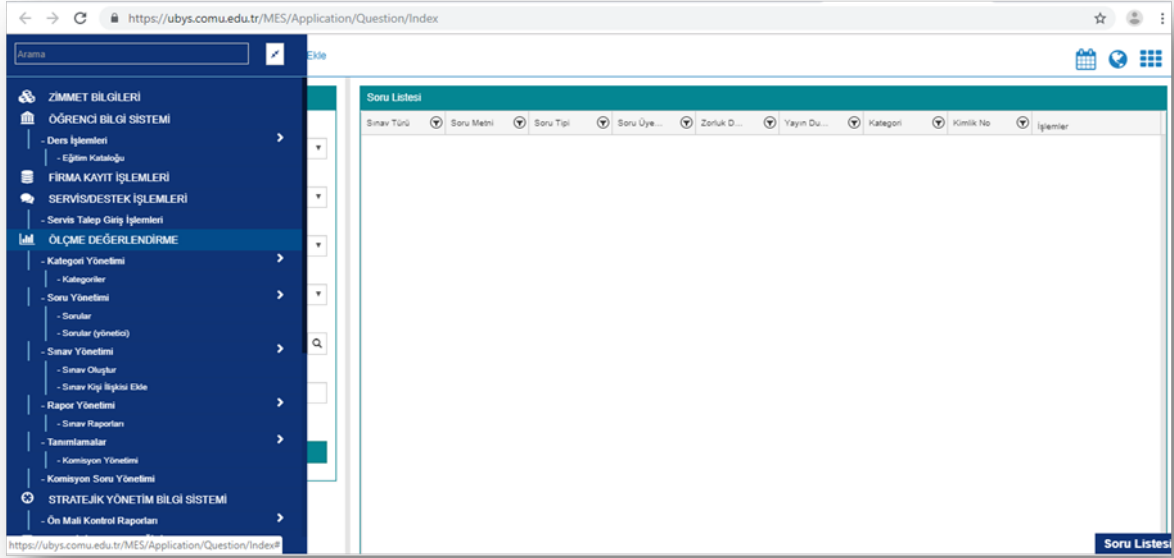 https://ubys.comu.edu.tr/MES/Application/Question/Index
Arama
Ekle
ZİMMET BİLGİLERİ
ÖĞRENCİ BİLGİ SİSTEMİ
- Ders İşlemleri
- Eğitim Kataloğu
FİRMA KAYIT İŞLEMLERİ
SERVİS/DESTEK İŞLEMLERİ
- Servis Talep Giriş İşlemleri
ÖLÇME DEĞERLENDİRME
- Kategori Yönetimi
- Kategoriler
- Soru Yönetimi
- Sorular
- Sorular (yönetici)
- Sınav Yönetimi
- Sınav Oluştur
- Sınav Kişi İlişkisi Ekle
- Rapor Yönetimi
- Sınav Raporları
- Tanımlamalar
- Komisyon Yönetimi
- Komisyon Soru Yönetimi
STRATEJİK YÖNETİM BİLGİ SİSTEMİ
- Ön Mali Kontrol Raporları
https://ubys.comu.edu.tr/MES/Application/Question/Index#
Soru Listesi
Sınav Türü Soru Metni Soru Tipi Soru Üye... Zorluk D... Yayın Du... Kategori Kimlik No İşlemler
Soru Listesi